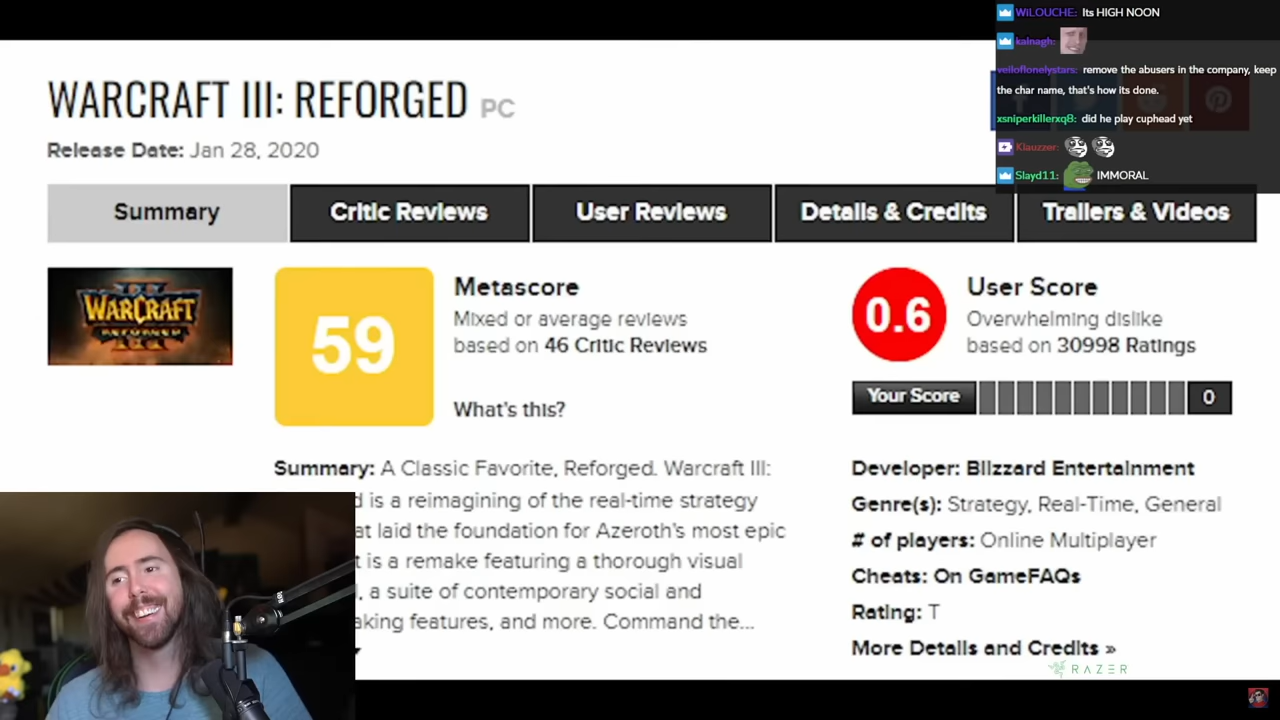 WiLOUCHE: Its HIGH NOON
kalnagh:
veiloflonelystars: remove the abusers in the company, keep
the char name, that's how its done.
xsniperkillerxq8: did he play cuphead yet
Klauzzer:
Slayd11: IMMORAL
WARCRAFT III: REFORGED PC
Release Date: Jan 28, 2020
Summary Critic Reviews User Reviews Details & Credits Trailers & Videos
WARCRAFT
III
REFORGED
59
Metascore
Mixed or average reviews
based on 46 Critic Reviews
What's this?
0.6
User Score
Overwhelming dislike
based on 30998 Ratings
Your Score 0
Summary: A Classic Favorite, Reforged. Warcraft III:
d is a reimagining of the real-time strategy
at laid the foundation for Azeroth's most epic
t is a remake featuring a thorough visual
, a suite of contemporary social and
aking features, and more. Command the...
Developer: Blizzard Entertainment
Genre(s): Strategy, Real-Time, General
# of players: Online Multiplayer
Cheats: On GameFAQs
Rating: T
More Details and Credits »
RAZER